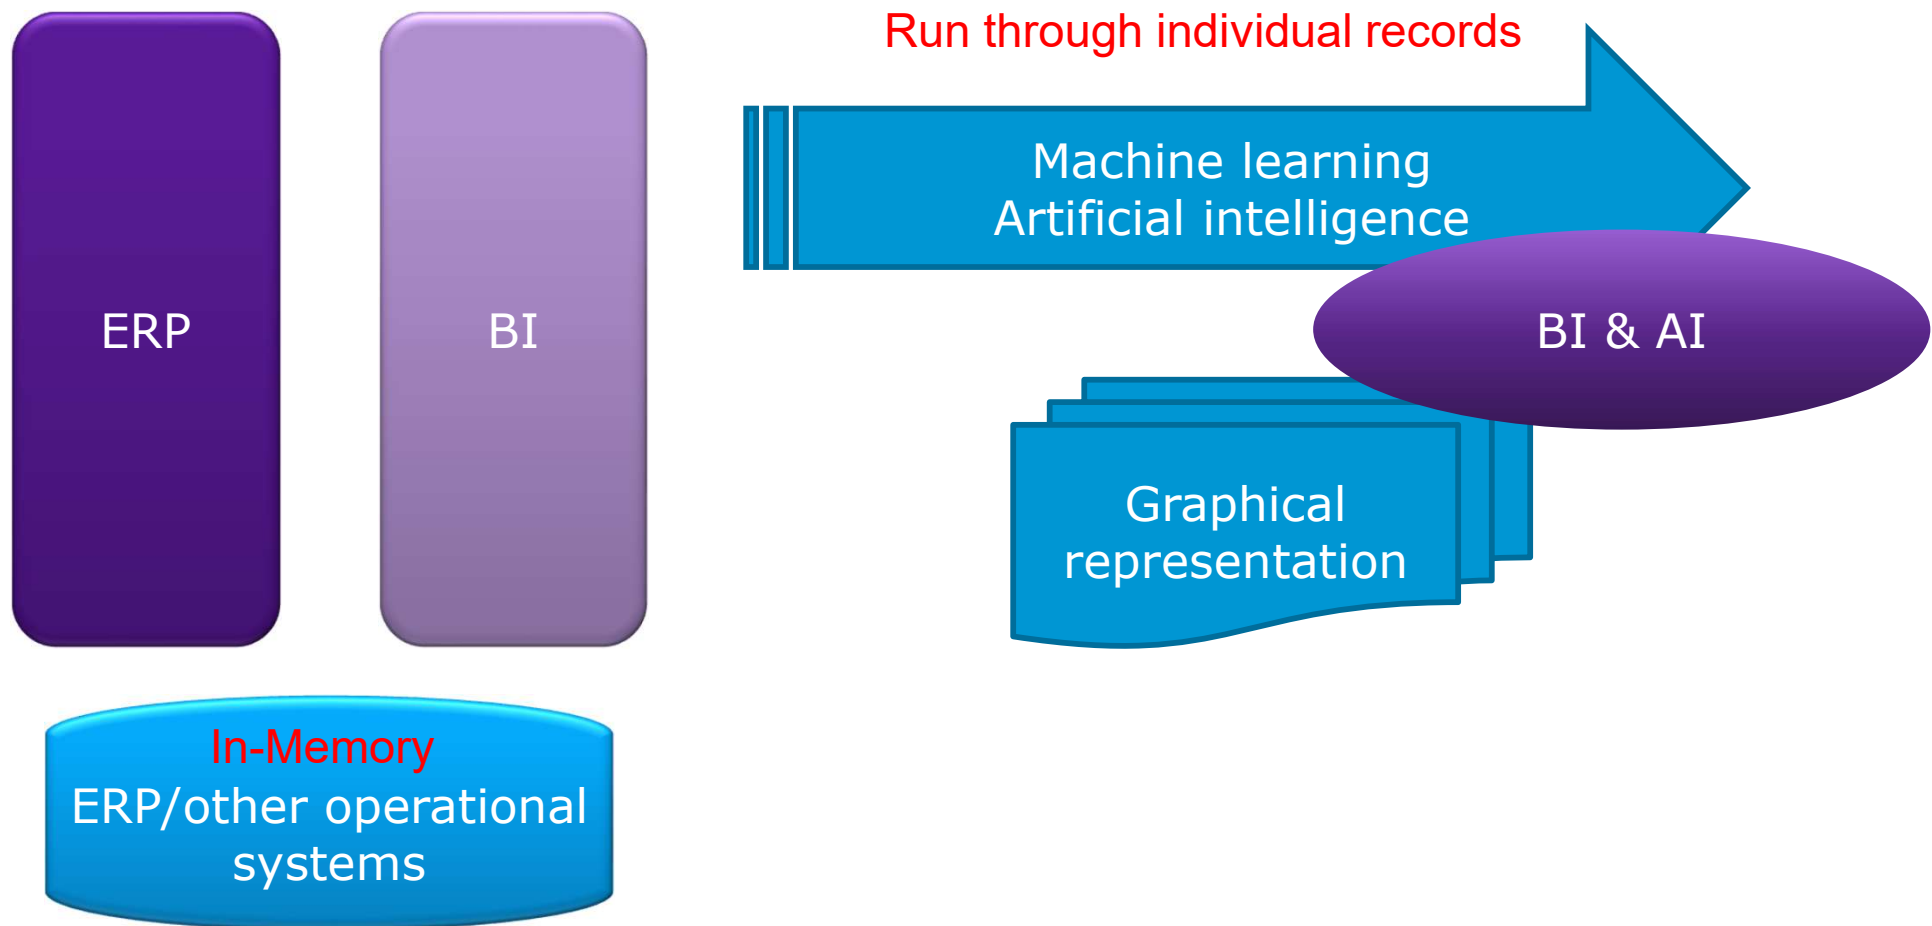 Run through individual records
Machine learning
Artificial intelligence
ERP
BI
BI & AI
Graphical
representation
In-Memory
ERP/other operational
systems